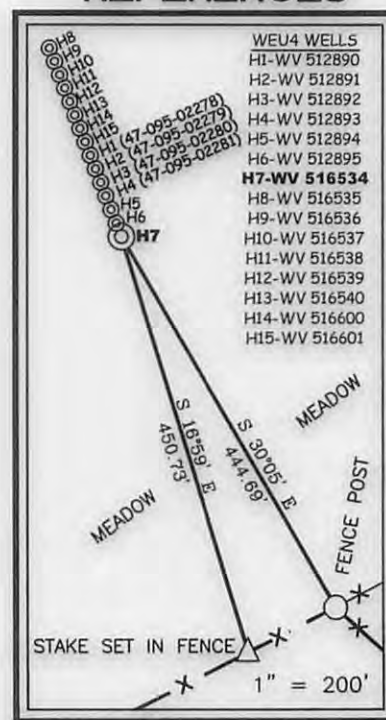 REFERENCES
WEU4 WELLS
H1-WV 512890
H2-WV 512891
H3-WV 512892
H4-WV 512893
H5-WV 512894
H6-WV 512895
H7-WV 516534
H8-WV 516535
H9-WV 516536
H10-WV 516537
H11-WV 516538
H12-WV 516539
H13-WV 516540
H14-WV 516600
H15-WV 516601
H8
H9
H10
H11
H12
H13
H14
H15
H1 (47-095-02278)
H2 (47-095-02279)
H3 (47-095-02280)
H4 (47-095-02281)
H5
H6
H7
S 16°59' E
450.73'
S 30°05' E
444.69'
MEADOW
MEADOW
FENCE POST
STAKE SET IN FENCE
1" = 200'